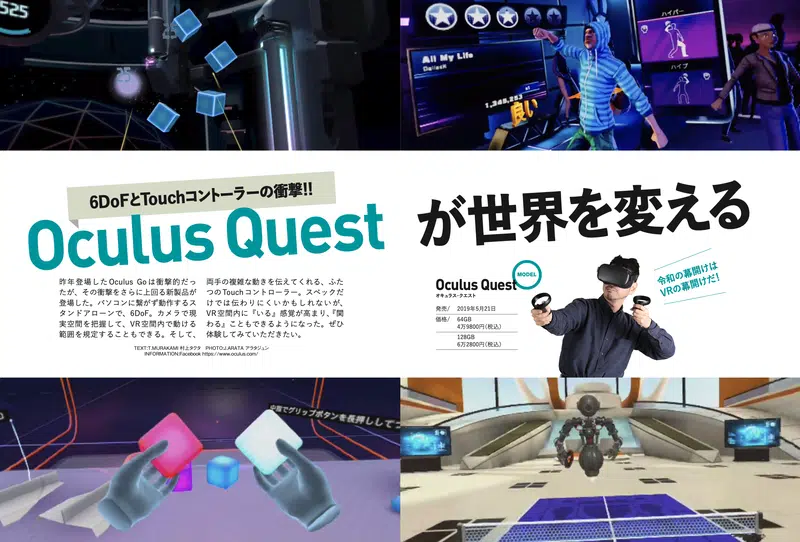 525
All My Life
DallasK
1,349,253
良い
ハイパー
ハイプ
6DoFとTouchコントローラーの衝撃!!
Oculus Quest が世界を変える
昨年登場したOculus Goは衝撃的だっ
たが、その衝撃をさらに上回る新製品が
登場した。パソコンに繋がず動作するス
タンドアローンで、6DoF。カメラで現
実空間を把握して、VR空間内で動ける
範囲を規定することもできる。そして、
両手の複雑な動きを伝えてくれる、ふた
つのTouchコントローラー。スペックだ
けでは伝わりにくいかもしれないが、
VR空間内に『いる』感覚が高まり、『関
わる』こともできるようになった。ぜひ
体験してみていただきたい。
TEXT:T.MURAKAMI 村上タクタ PHOTO:J.ARATA アラタジュン
INFORMATION:Facebook https://www.oculus.com/
MODEL
Oculus Quest
オキュラス・クエスト
発売/ 2019年5月21日
価格/ 64GB
4万9800円(税込)
128GB
6万2800円(税込)
令和の幕開けは
VRの幕開けだ!
中指でグリップボタンを長押ししてつ